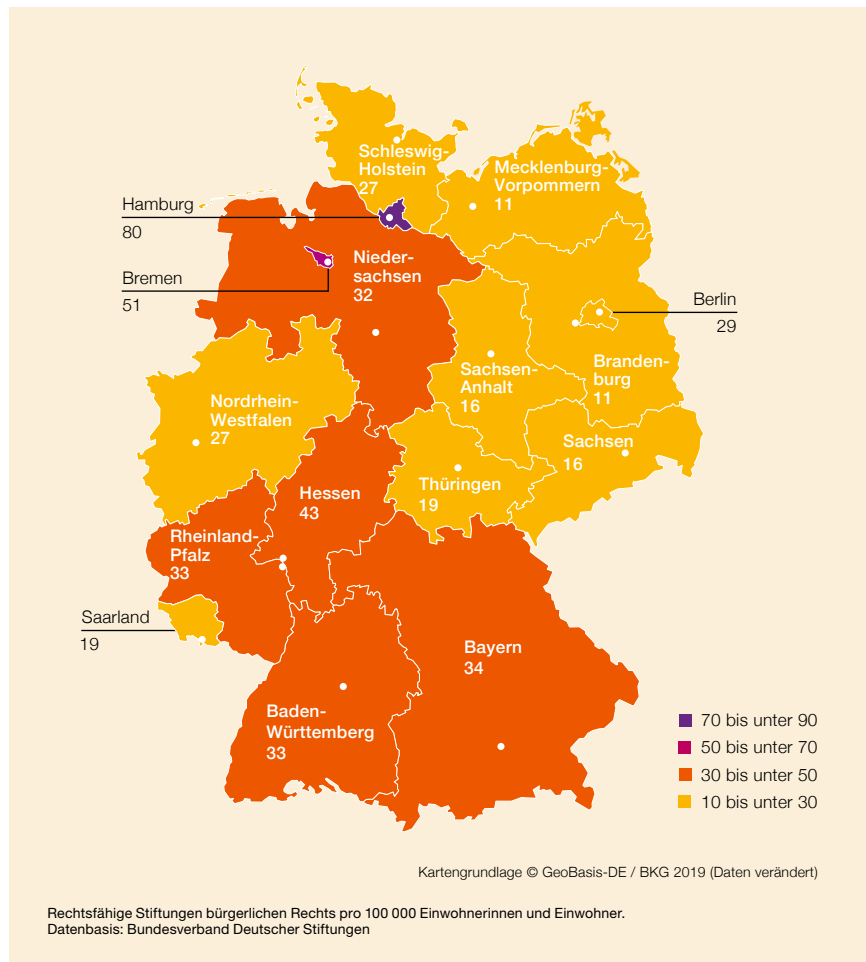 Schleswig-
Holstein
27
Mecklenburg-
Vorpommern
11
Hamburg
80
Nieder-
sachsen
32
Bremen
51
Berlin
29
Sachsen-
Anhalt
16
Branden-
burg
11
Nordrhein-
Westfalen
27
Sachsen
16
Thüringen
19
Hessen
43
Rheinland-
Pfalz
33
Saarland
19
Bayern
34
Baden-
Württemberg
33
70 bis unter 90
50 bis unter 70
30 bis unter 50
10 bis unter 30
Kartengrundlage © GeoBasis-DE / BKG 2019 (Daten verändert)
Rechtsfähige Stiftungen bürgerlichen Rechts pro 100 000 Einwohnerinnen und Einwohner.
Datenbasis: Bundesverband Deutscher Stiftungen